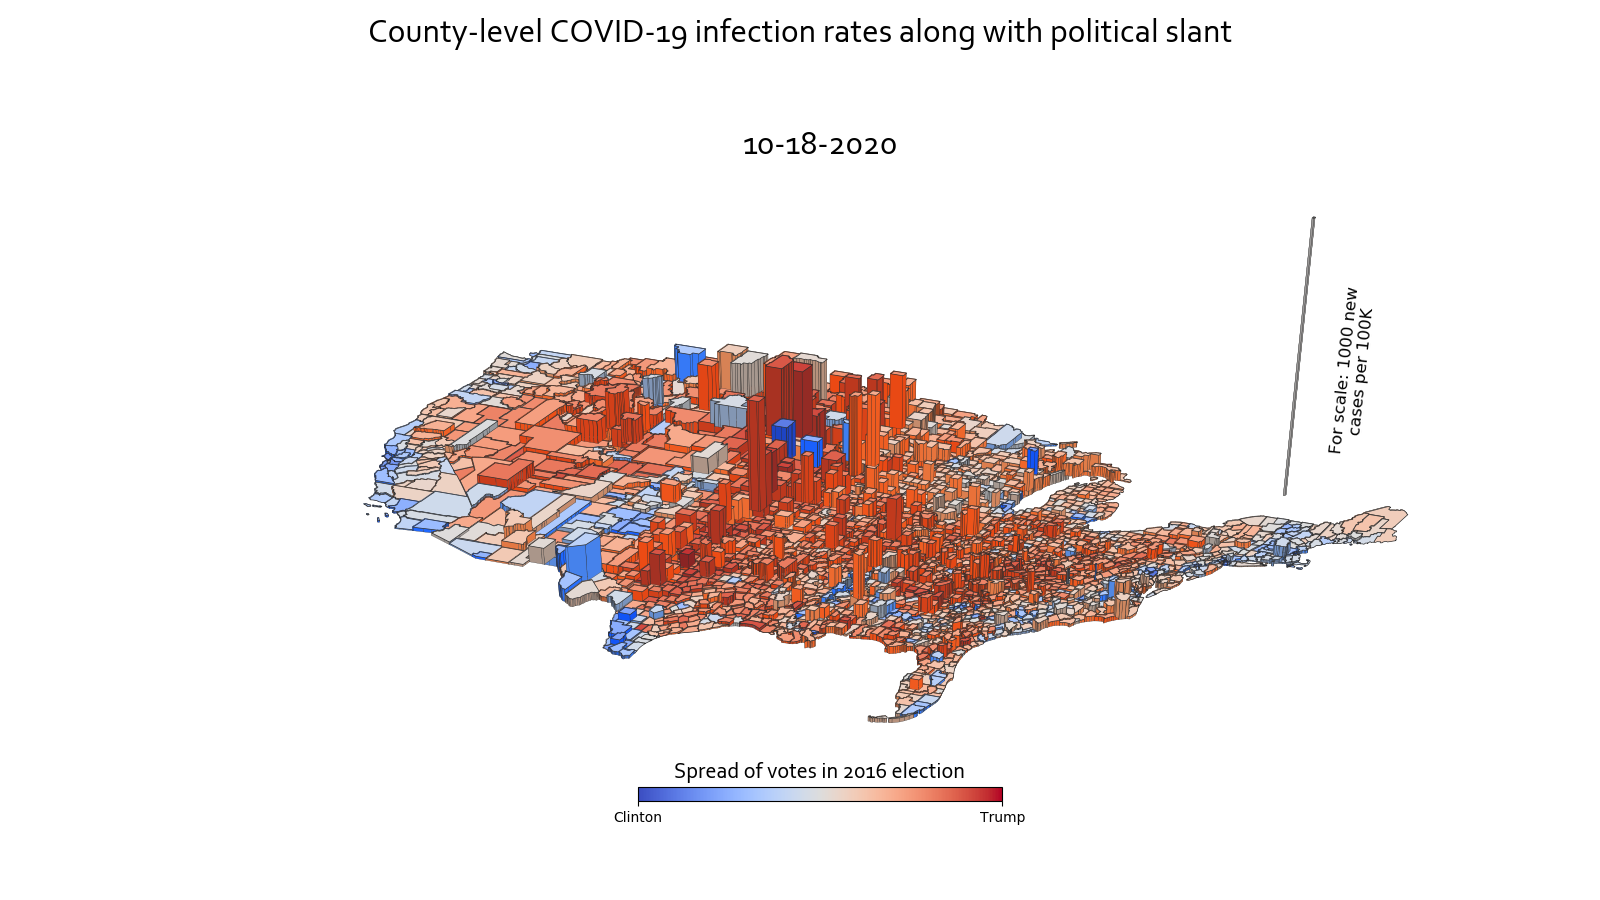 County-level COVID-19 infection rates along with political slant
10-18-2020
For scale: 1000 new
cases per 100K
Spread of votes in 2016 election
Clinton
Trump